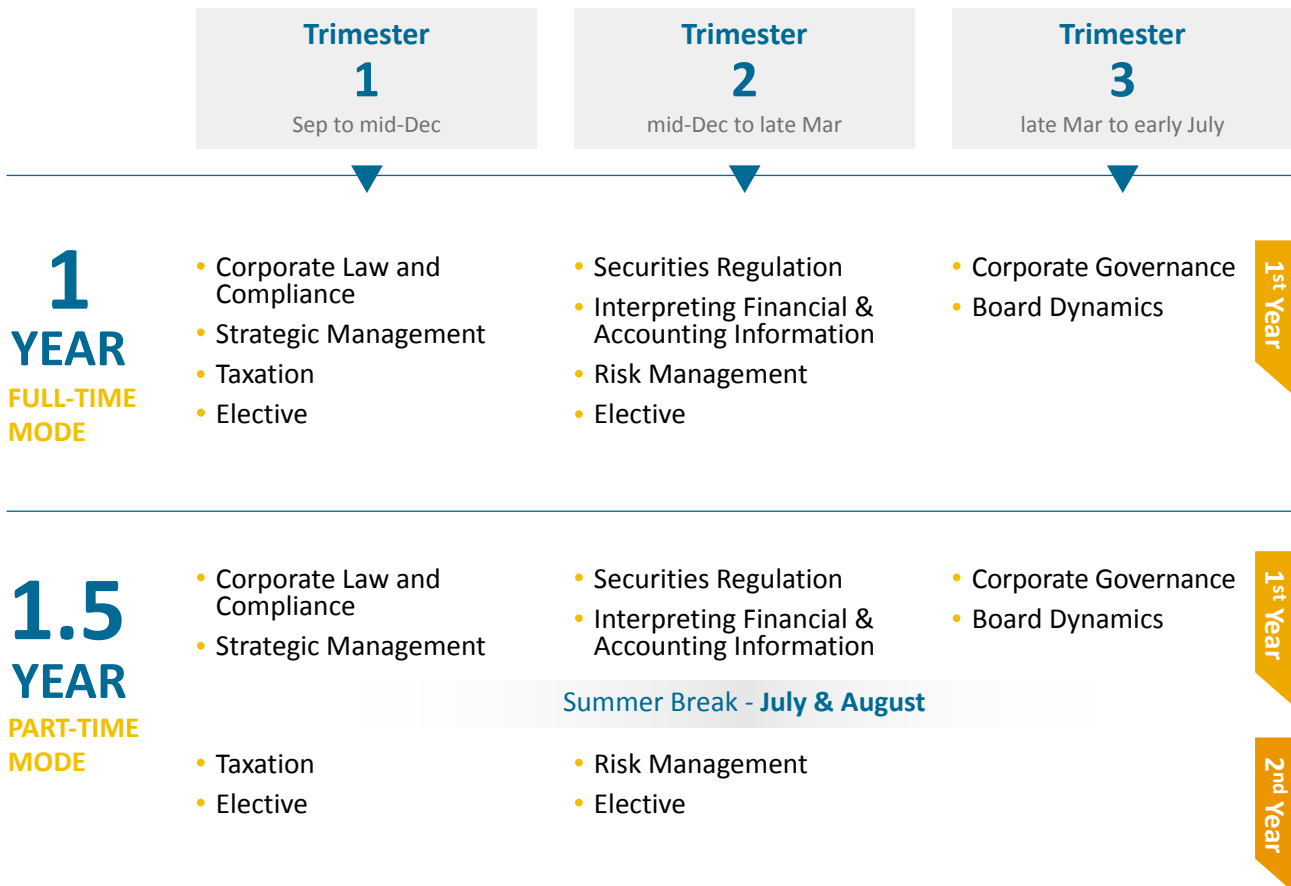 Trimester
1
Sep to mid-Dec
Trimester
2
mid-Dec to late Mar
Trimester
3
late Mar to early July
1
YEAR
FULL-TIME
MODE
• Corporate Law and
Compliance
• Strategic Management
• Taxation
• Elective
• Securities Regulation
• Interpreting Financial &
Accounting Information
• Risk Management
• Elective
• Corporate Governance
• Board Dynamics
1st Year
1.5
YEAR
PART-TIME
MODE
• Corporate Law and
Compliance
• Strategic Management
• Securities Regulation
• Interpreting Financial &
Accounting Information
• Corporate Governance
• Board Dynamics
1st Year
Summer Break - July & August
• Taxation
• Elective
• Risk Management
• Elective
2nd Year